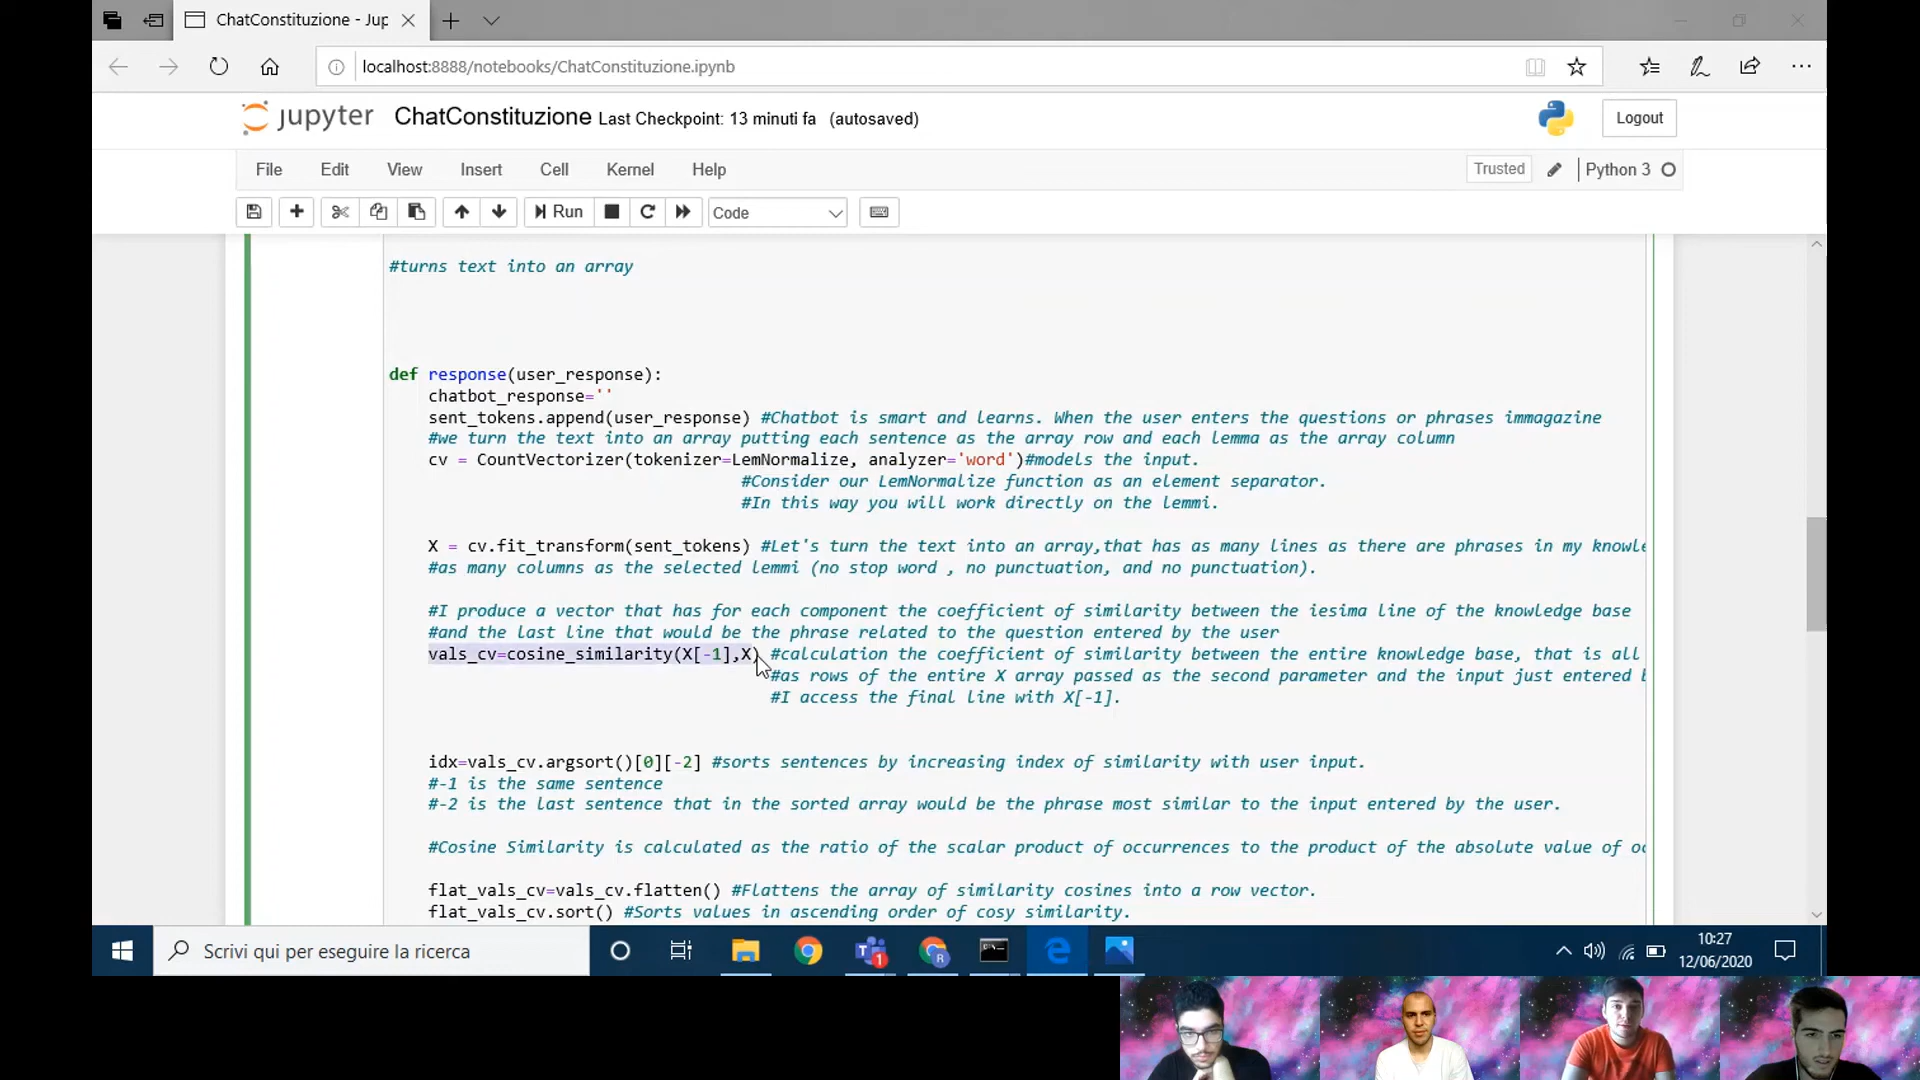 ChatConstituzione - Jup
localhost:8888/notebooks/ChatConstituzione.ipynb
jupyter ChatConstituzione Last Checkpoint: 13 minuti fa (autosaved)
Logout
File Edit View Insert Cell Kernel Help
Trusted Python 3
Run Code
#turns text into an array
def response(user_response):
chatbot_response=''
sent_tokens.append(user_response) #Chatbot is smart and learns. When the user enters the questions or phrases immagazine
#we turn the text into an array putting each sentence as the array row and each lemma as the array column
cv = CountVectorizer(tokenizer=LemNormalize, analyzer='word')#models the input.
#Consider our LemNormalize function as an element separator.
#In this way you will work directly on the lemmi.
X = cv.fit_transform(sent_tokens) #Let's turn the text into an array,that has as many lines as there are phrases in my knowle
#as many columns as the selected lemmi (no stop word , no punctuation, and no punctuation).
#I produce a vector that has for each component the coefficient of similarity between the iesima line of the knowledge base
#and the last line that would be the phrase related to the question entered by the user
vals_cv=cosine_similarity(X[-1],X) #calculation the coefficient of similarity between the entire knowledge base, that is all
#as rows of the entire X array passed as the second parameter and the input just entered b
#I access the final line with X[-1].
idx=vals_cv.argsort()[0][-2] #sorts sentences by increasing index of similarity with user input.
#-1 is the same sentence
#-2 is the last sentence that in the sorted array would be the phrase most similar to the input entered by the user.
#Cosine Similarity is calculated as the ratio of the scalar product of occurrences to the product of the absolute value of oc
flat_vals_cv=vals_cv.flatten() #Flattens the array of similarity cosines into a row vector.
flat_vals_cv.sort() #Sorts values in ascending order of cosy similarity.
Scrivi qui per eseguire la ricerca
1
R
10:27
12/06/2020